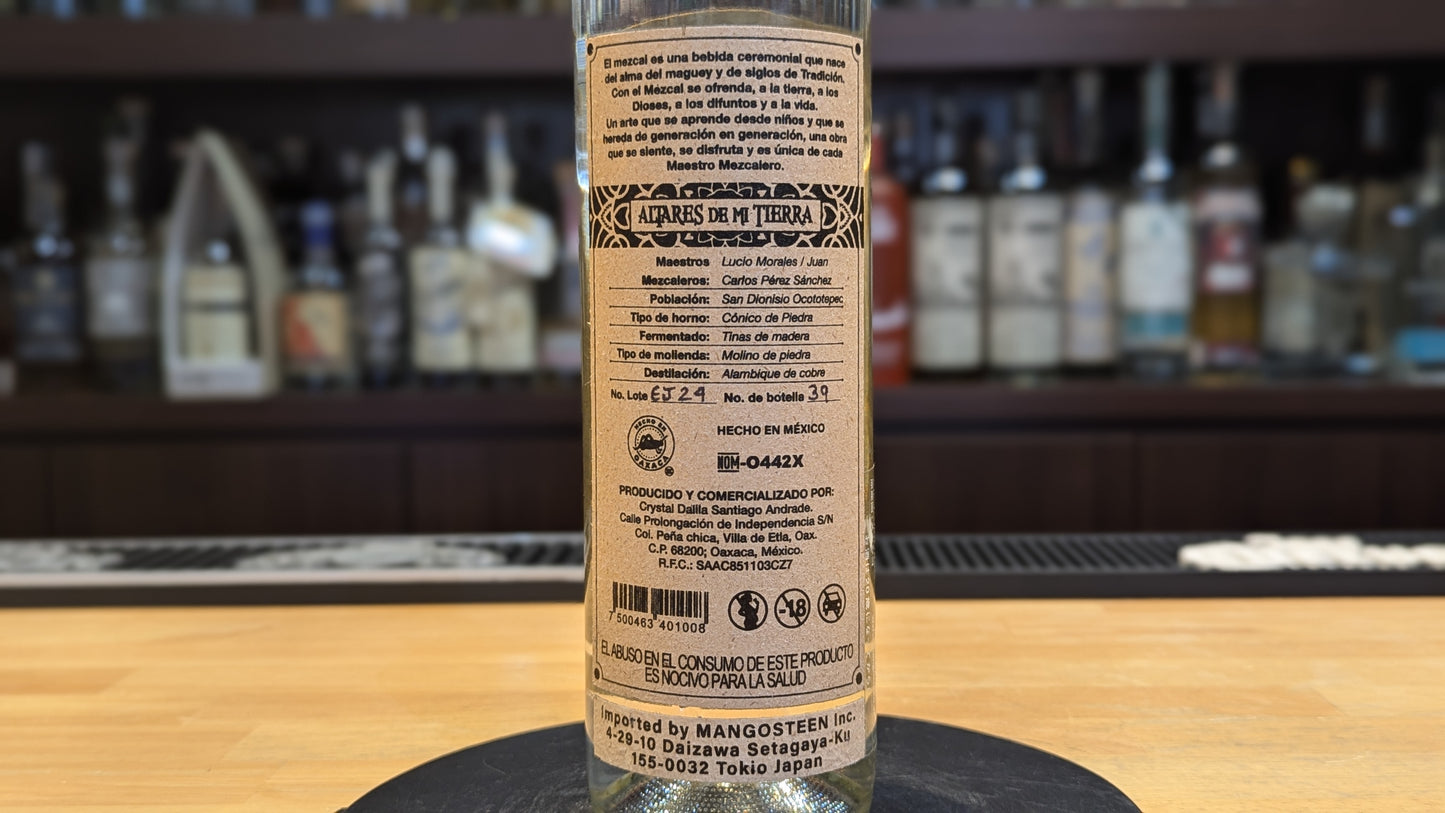 El mezcal es una bebida ceremonial que nace
del alma del maguey y de siglos de Tradición.
Con el Mezcal se ofrenda, a la tierra, a los
Dioses, a los difuntos y a la vida.
Un arte que se aprende desde niños y que se
hereda de generación en generación, una obra
que se siente, se disfruta y es única de cada
Maestro Mezcalero.
ALTARES DE MI TIERRA
Maestros Lucio Morales / Juan
Mezcaleros: Carlos Pérez Sánchez
Población: San Dionisio Ocototepec
Tipo de horno: Cónico de Piedra
Fermentado: Tinas de madera
Tipo de molienda: Molino de piedra
Destilación: Alambique de cobre
No. Lote EJ24 No. de botella 39
HECHO EN OAXACA ®
HECHO EN MÉXICO
NOM-O442X
PRODUCIDO Y COMERCIALIZADO POR:
Crystal Dalila Santiago Andrade.
Calle Prolongación de Independencia S/N
Col. Peña chica, Villa de Etla, Oax.
C.P. 68200; Oaxaca, México.
R.F.C.: SAAC851103CZ7
7 500463 401008
-18
EL ABUSO EN EL CONSUMO DE ESTE PRODUCTO
ES NOCIVO PARA LA SALUD
Imported by MANGOSTEEN Inc.
4-29-10 Daizawa Setagaya-Ku
155-0032 Tokio Japan